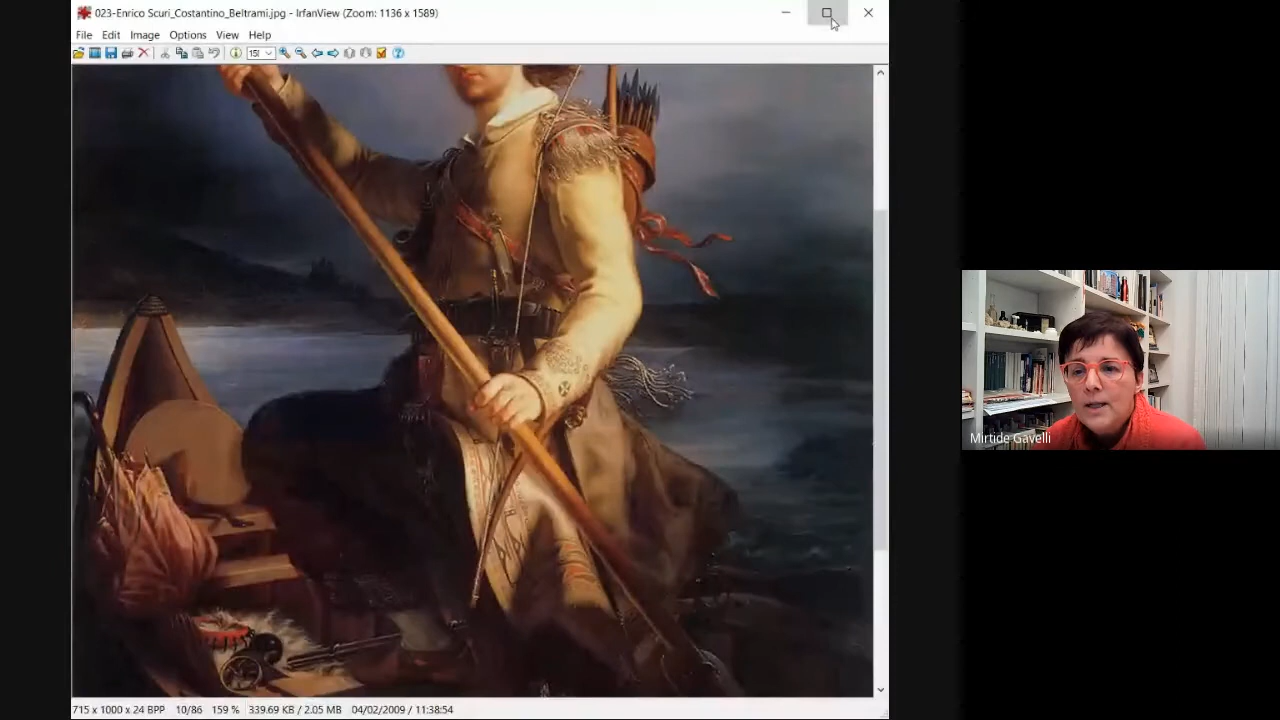 023-Enrico Scuri_Costantino_Beltrami.jpg - IrfanView (Zoom: 1136 x 1589)
File Edit Image Options View Help
Mirtide Gavelli
715 x 1000 x 24 BPP 10/86 159 % 339.69 KB / 2.05 MB 04/02/2009 / 11:38:54